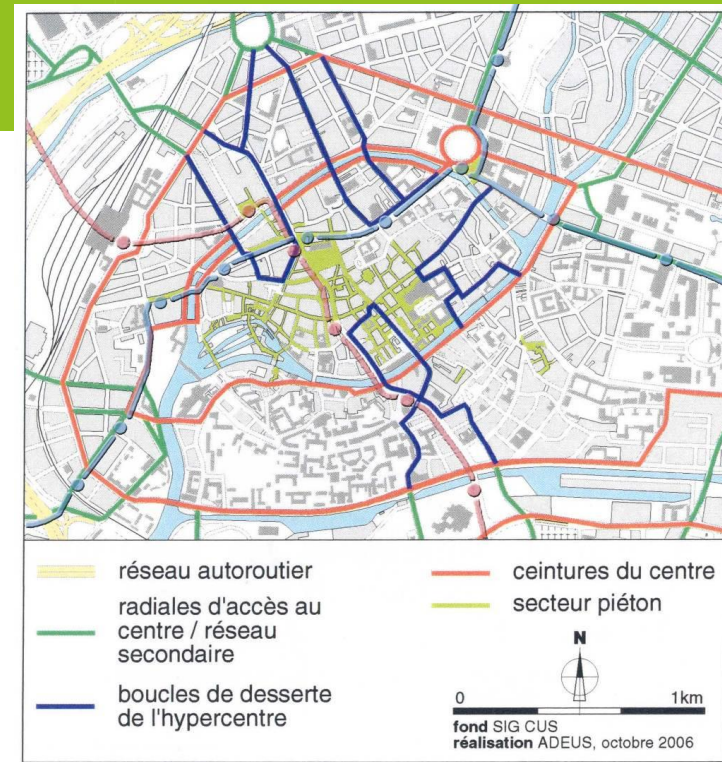 réseau autoroutier
radiales d'accès au
centre / réseau
secondaire
boucles de desserte
de l'hypercentre
ceintures du centre
secteur piéton
N
0 1km
fond SIG CUS
réalisation ADEUS, octobre 2006